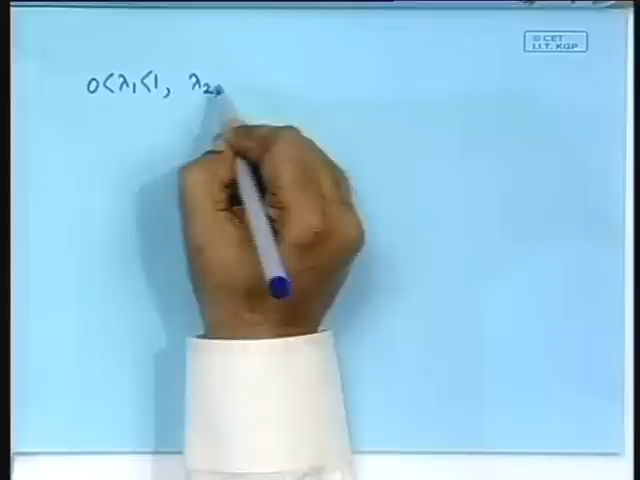 © CET
I.I.T. KGP
0<λ₁<1, λ₂